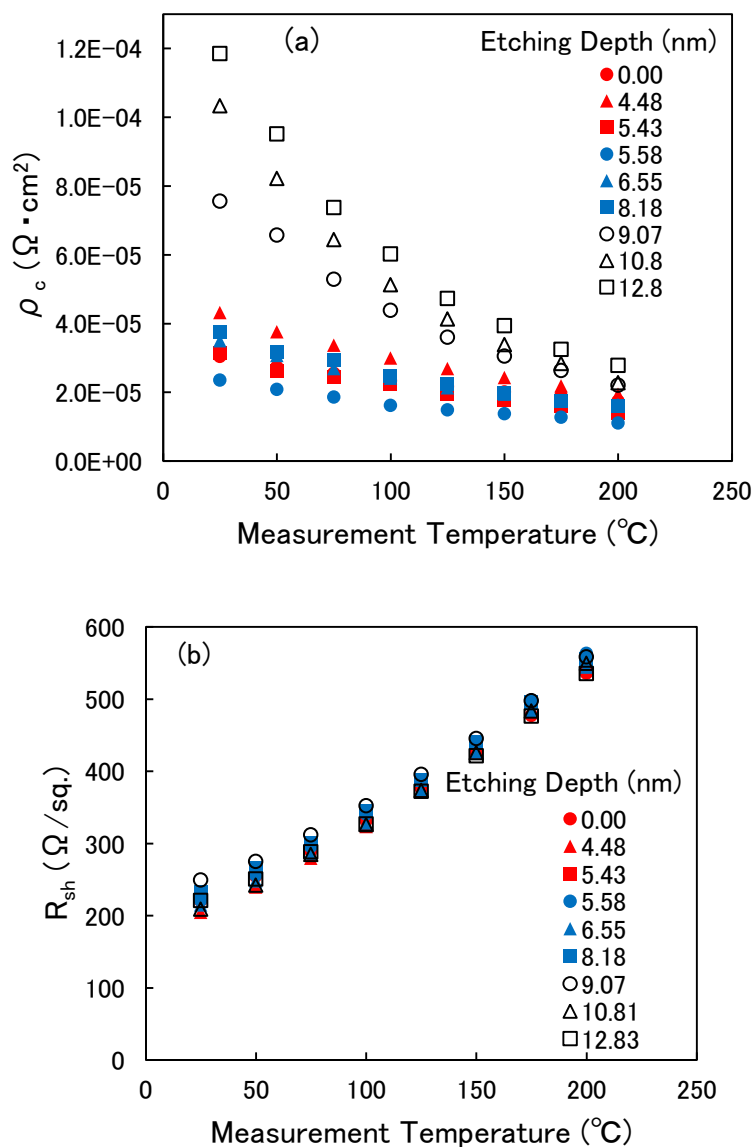 (a)
Etching Depth (nm)
0.00
4.48
5.43
5.58
6.55
8.18
9.07
10.8
12.8
1.2E-04
1.0E-04
8.0E-05
6.0E-05
4.0E-05
2.0E-05
0.0E+00
ρc (Ω・cm²)
0 50 100 150 200 250
Measurement Temperature (℃)
(b)
600
500
400
300
200
100
0
Rsh (Ω/sq.)
Etching Depth (nm)
0.00
4.48
5.43
5.58
6.55
8.18
9.07
10.81
12.83
0 50 100 150 200 250
Measurement Temperature (℃)